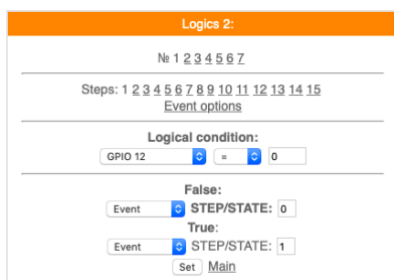 Logics 2:
№ 1 2 3 4 5 6 7
Steps: 1 2 3 4 5 6 7 8 9 10 11 12 13 14 15
Event options
Logical condition:
GPIO 12 = 0
False:
Event STEP/STATE: 0
True:
Event STEP/STATE: 1
Set Main